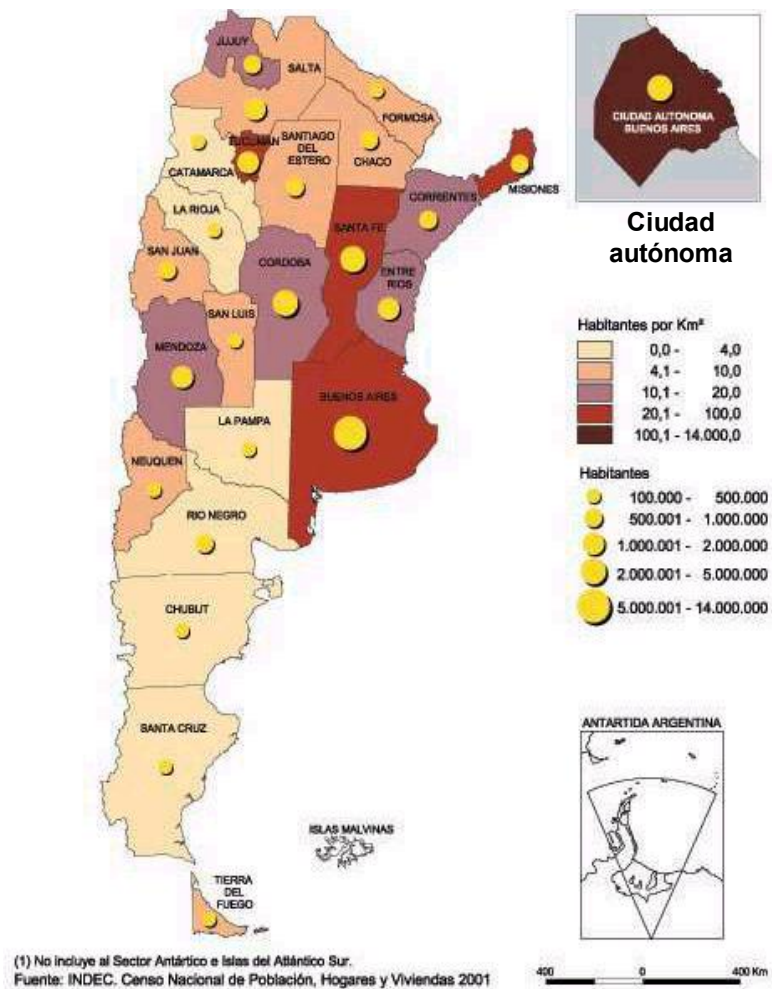 JUJUY
SALTA
FORMOSA
TUCUMAN
SANTIAGO
DEL
ESTERO
CHACO
CATAMARCA
MISIONES
CORRIENTES
LA RIOJA
SANTA FE
SAN JUAN
CORDOBA
ENTRE
RIOS
SAN LUIS
MENDOZA
BUENOS AIRES
LA PAMPA
NEUQUEN
RIO NEGRO
CHUBUT
SANTA CRUZ
ISLAS MALVINAS
TIERRA
DEL
FUEGO
CIUDAD AUTONOMA
BUENOS AIRES
Ciudad
autónoma
Habitantes por Km²
0,0 - 4,0
4,1 - 10,0
10,1 - 20,0
20,1 - 100,0
100,1 - 14.000,0
Habitantes
100.000 - 500.000
500.001 - 1.000.000
1.000.001 - 2.000.000
2.000.001 - 5.000.000
5.000.001 - 14.000.000
ANTARTIDA ARGENTINA
(1) No incluye al Sector Antártico e Islas del Atlántico Sur.
Fuente: INDEC. Censo Nacional de Población, Hogares y Viviendas 2001
400 0 400 Km